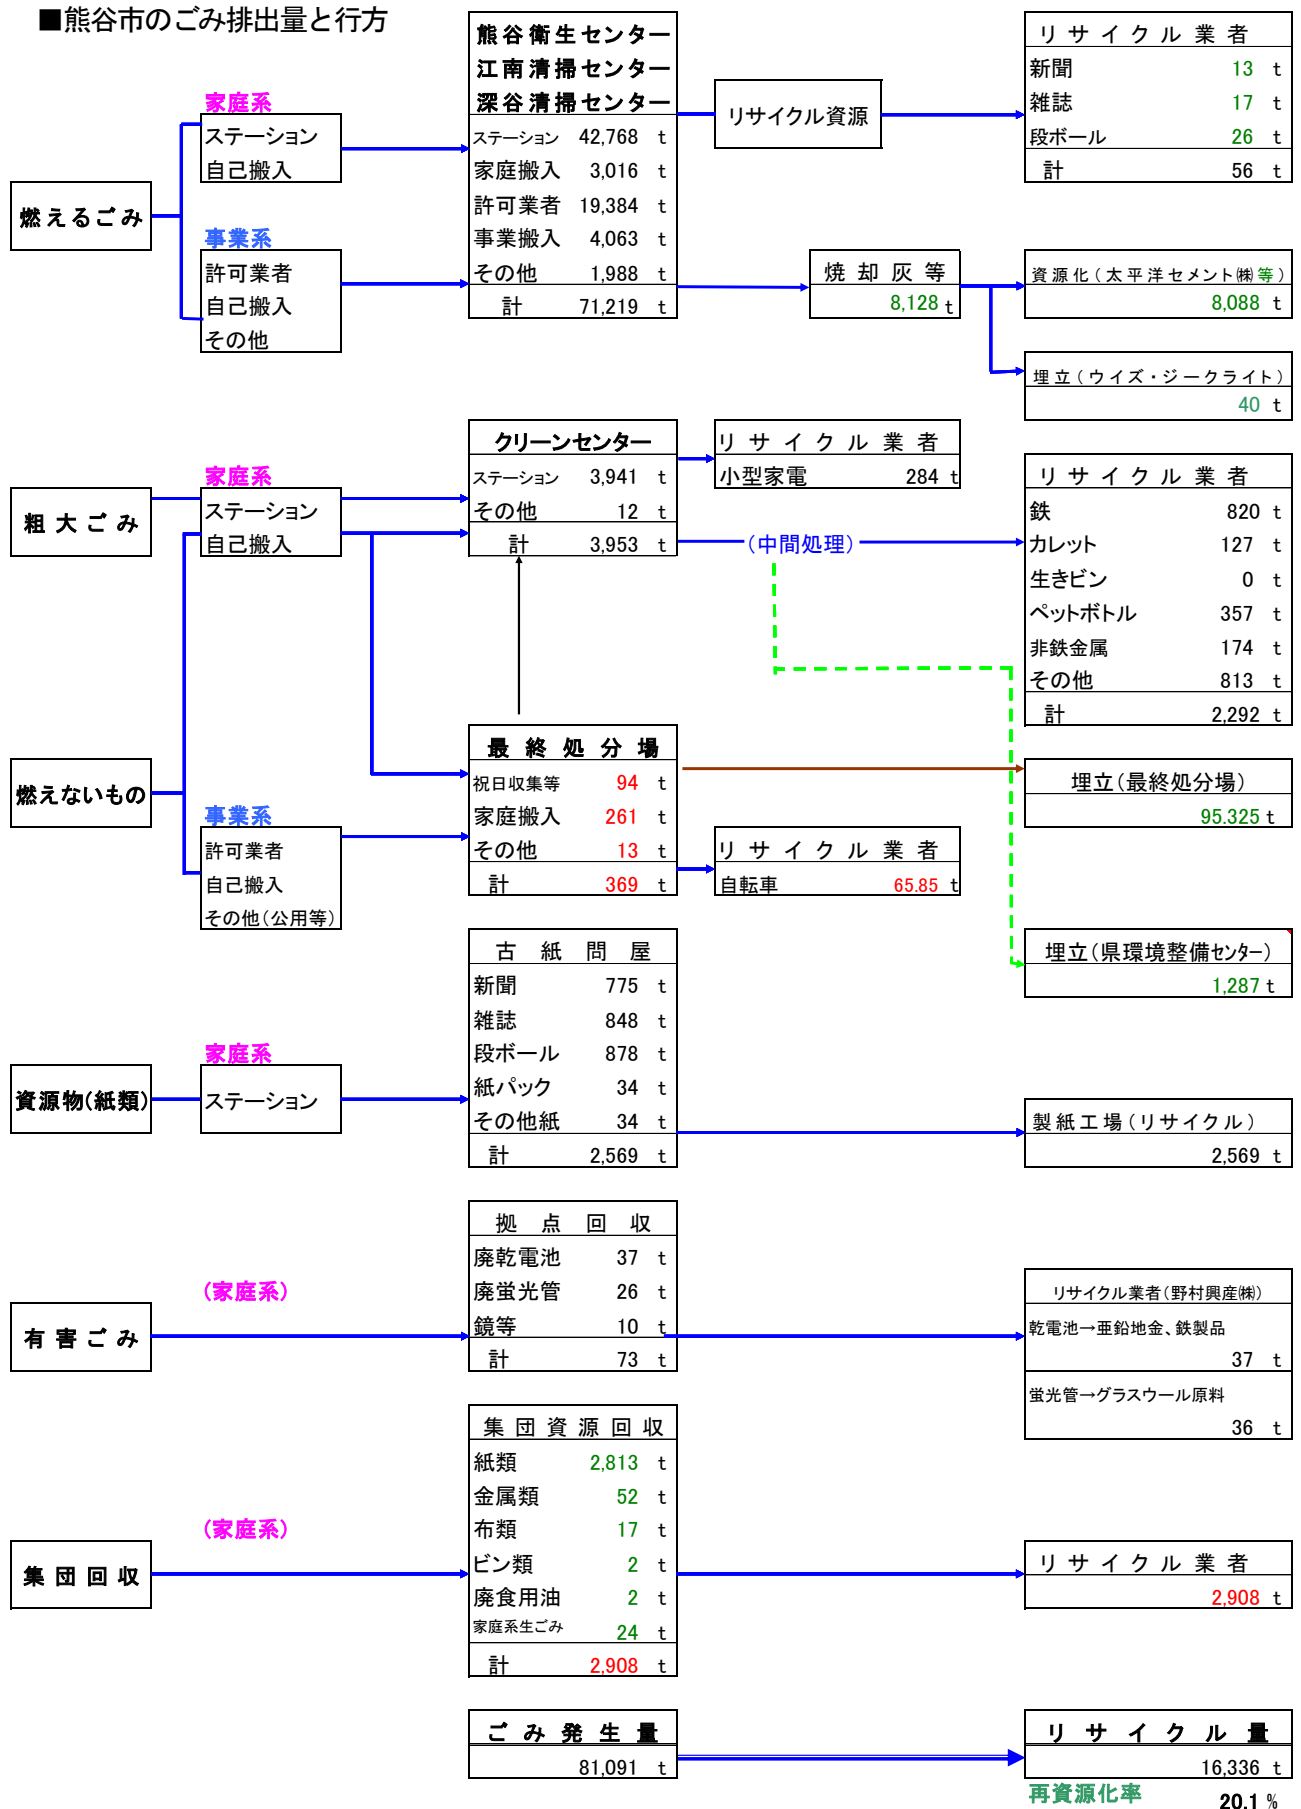 ■熊谷市のごみ排出量と行方
燃えるごみ
家庭系
ステーション
自己搬入
事業系
許可業者
自己搬入
その他
熊谷衛生センター
江南清掃センター
深谷清掃センター
ステーション 42,768 t
家庭搬入 3,016 t
許可業者 19,384 t
事業搬入 4,063 t
その他 1,988 t
計 71,219 t
リサイクル資源
リサイクル業者
新聞 13 t
雑誌 17 t
段ボール 26 t
計 56 t
焼却灰等
8,128 t
資源化(太平洋セメント㈱等)
8,088 t
埋立(ウイズ・ジークライト)
40 t
粗大ごみ
燃えないもの
家庭系
ステーション
自己搬入
事業系
許可業者
自己搬入
その他(公用等)
クリーンセンター
ステーション 3,941 t
その他 12 t
計 3,953 t
リサイクル業者
小型家電 284 t
(中間処理)
リサイクル業者
鉄 820 t
カレット 127 t
生きビン 0 t
ペットボトル 357 t
非鉄金属 174 t
その他 813 t
計 2,292 t
最終処分場
祝日収集等 94 t
家庭搬入 261 t
その他 13 t
計 369 t
埋立(最終処分場)
95.325 t
リサイクル業者
自転車 65.85 t
埋立(県環境整備センター)
1,287 t
資源物(紙類)
家庭系
ステーション
古紙問屋
新聞 775 t
雑誌 848 t
段ボール 878 t
紙パック 34 t
その他紙 34 t
計 2,569 t
製紙工場(リサイクル)
2,569 t
有害ごみ
(家庭系)
拠点回収
廃乾電池 37 t
廃蛍光管 26 t
鏡等 10 t
計 73 t
リサイクル業者(野村興産㈱)
乾電池→亜鉛地金、鉄製品
37 t
蛍光管→グラスウール原料
36 t
集団回収
(家庭系)
集団資源回収
紙類 2,813 t
金属類 52 t
布類 17 t
ビン類 2 t
廃食用油 2 t
家庭系生ごみ 24 t
計 2,908 t
リサイクル業者
2,908 t
ごみ発生量
81,091 t
リサイクル量
16,336 t
再資源化率 20.1 %